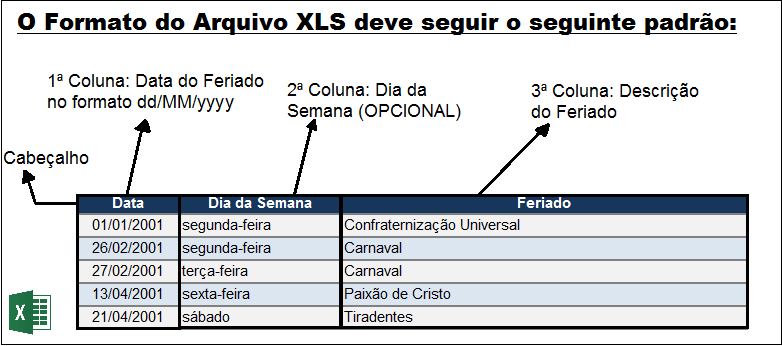 O Formato do Arquivo XLS deve seguir o seguinte padrão:
1ª Coluna: Data do Feriado
no formato dd/MM/yyyy
2ª Coluna: Dia da
Semana (OPCIONAL)
3ª Coluna: Descrição
do Feriado
Cabeçalho
Data Dia da Semana Feriado
01/01/2001 segunda-feira Confraternização Universal
26/02/2001 segunda-feira Carnaval
27/02/2001 terça-feira Carnaval
13/04/2001 sexta-feira Paixão de Cristo
21/04/2001 sábado Tiradentes
X